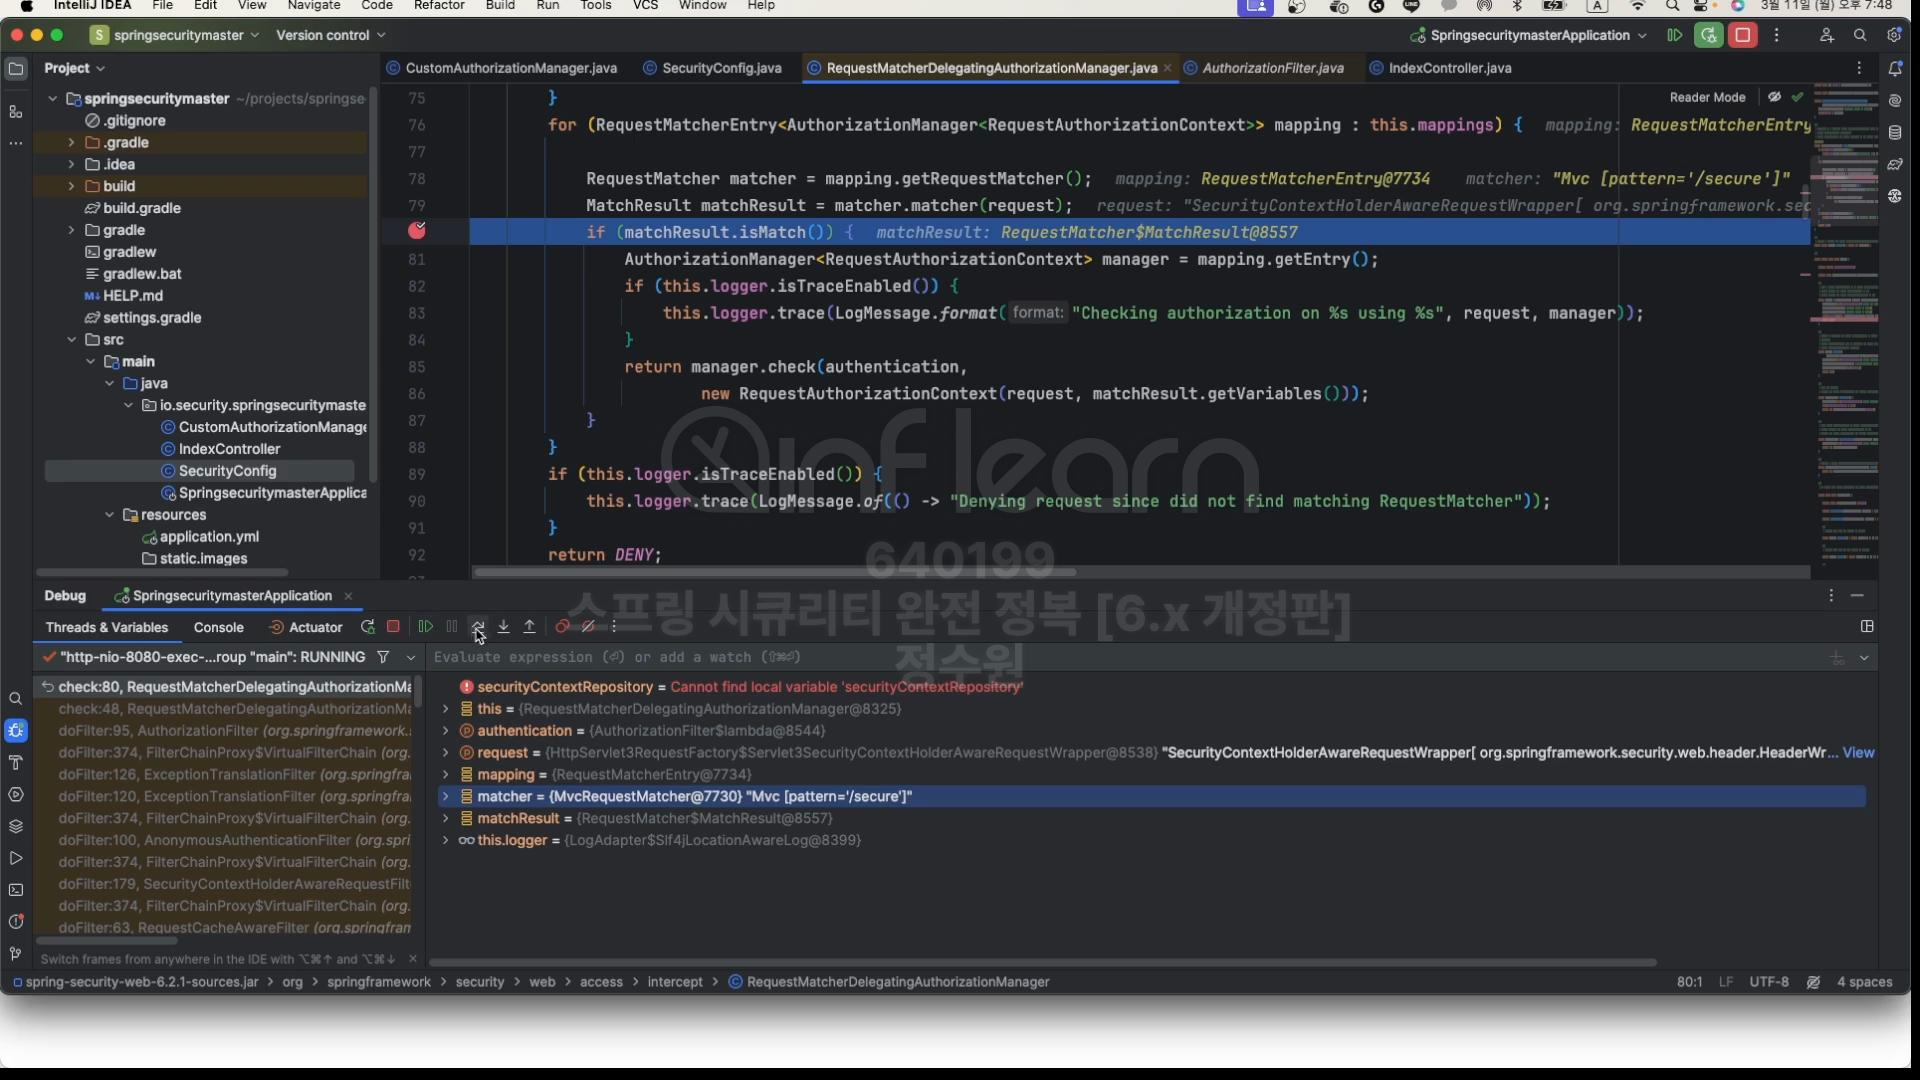 IntelliJ IDEA File Edit View Navigate Code Refactor Build Run Tools VCS Window Help A 3월 11일 (월) 오후 7:48
S springsecuritymaster Version control SpringsecuritymasterApplication
Project
CustomAuthorizationManager.java SecurityConfig.java RequestMatcherDelegatingAuthorizationManager.java AuthorizationFilter.java IndexController.java
Reader Mode
springsecuritymaster ~/projects/springse
.gitignore
.gradle
.idea
build
build.gradle
gradle
gradlew
gradlew.bat
HELP.md
settings.gradle
src
main
java
io.security.springsecuritymaste
CustomAuthorizationManage
IndexController
SecurityConfig
SpringsecuritymasterApplica
resources
application.yml
static.images
75 }
76 for (RequestMatcherEntry<AuthorizationManager<RequestAuthorizationContext>> mapping : this.mappings) { mapping: RequestMatcherEntry
77
78 RequestMatcher matcher = mapping.getRequestMatcher(); mapping: RequestMatcherEntry@7734 matcher: "Mvc [pattern='/secure']"
79 MatchResult matchResult = matcher.matcher(request); request: "SecurityContextHolderAwareRequestWrapper[ org.springframework.sec
if (matchResult.isMatch()) { matchResult: RequestMatcher$MatchResult@8557
81 AuthorizationManager<RequestAuthorizationContext> manager = mapping.getEntry();
82 if (this.logger.isTraceEnabled()) {
83 this.logger.trace(LogMessage.format( format: "Checking authorization on %s using %s", request, manager));
84 }
85 return manager.check(authentication,
86 new RequestAuthorizationContext(request, matchResult.getVariables()));
87 }
88 }
89 if (this.logger.isTraceEnabled()) {
90 this.logger.trace(LogMessage.of(() -> "Denying request since did not find matching RequestMatcher"));
91 }
92 return DENY;
inflearn
640199
스프링 시큐리티 완전 정복 [6.x 개정판]
정수원
Debug SpringsecuritymasterApplication
Threads & Variables Console Actuator
"http-nio-8080-exec-...roup "main": RUNNING
Evaluate expression (⏎) or add a watch (⇧⌘⏎)
check:80, RequestMatcherDelegatingAuthorizationMa
check:48, RequestMatcherDelegatingAuthorizationMa
doFilter:95, AuthorizationFilter (org.springframework.
doFilter:374, FilterChainProxy$VirtualFilterChain (org.
doFilter:126, ExceptionTranslationFilter (org.springfra
doFilter:120, ExceptionTranslationFilter (org.springfra
doFilter:374, FilterChainProxy$VirtualFilterChain (org.
doFilter:100, AnonymousAuthenticationFilter (org.spri
doFilter:374, FilterChainProxy$VirtualFilterChain (org.
doFilter:179, SecurityContextHolderAwareRequestFilt
doFilter:374, FilterChainProxy$VirtualFilterChain (org.
doFilter:63, RequestCacheAwareFilter (org.springfram
Switch frames from anywhere in the IDE with ⌥⌘↑ and ⌥⌘↓
securityContextRepository = Cannot find local variable 'securityContextRepository'
this = {RequestMatcherDelegatingAuthorizationManager@8325}
authentication = {AuthorizationFilter$lambda@8544}
request = {HttpServlet3RequestFactory$Servlet3SecurityContextHolderAwareRequestWrapper@8538} "SecurityContextHolderAwareRequestWrapper[ org.springframework.security.web.header.HeaderWr... View
mapping = {RequestMatcherEntry@7734}
matcher = {MvcRequestMatcher@7730} "Mvc [pattern='/secure']"
matchResult = {RequestMatcher$MatchResult@8557}
this.logger = {LogAdapter$Slf4jLocationAwareLog@8399}
spring-security-web-6.2.1-sources.jar > org > springframework > security > web > access > intercept > RequestMatcherDelegatingAuthorizationManager
80:1 LF UTF-8 4 spaces